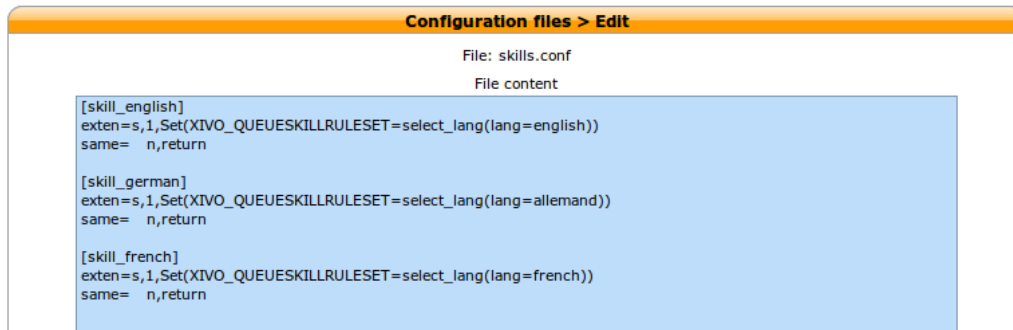 Configuration files > Edit
File: skills.conf
File content
[skill_english]
exten=s,1,Set(XIVO_QUEUESKILLRULESET=select_lang(lang=english))
same=   n,return
[skill_german]
exten=s,1,Set(XIVO_QUEUESKILLRULESET=select_lang(lang=allemand))
same=   n,return
[skill_french]
exten=s,1,Set(XIVO_QUEUESKILLRULESET=select_lang(lang=french))
same=   n,return